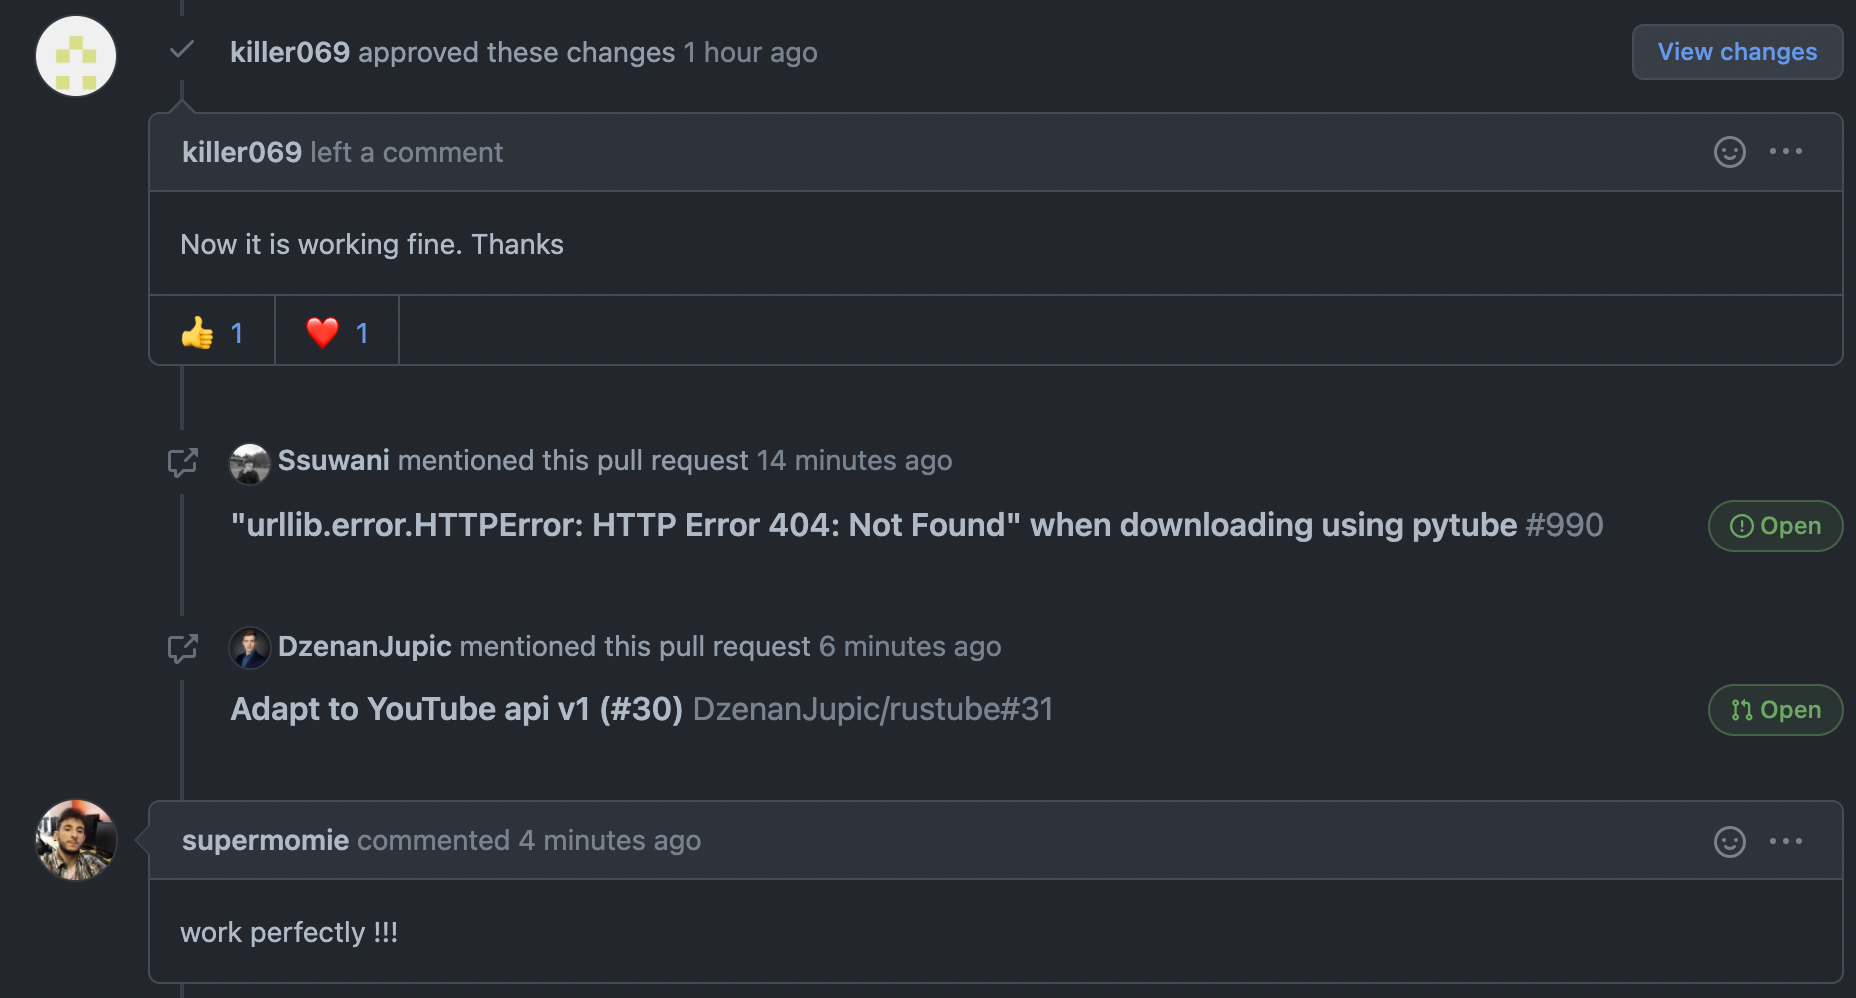 killer069 approved these changes 1 hour ago
View changes
killer069 left a comment
Now it is working fine. Thanks
👍 1 ❤️ 1
Ssuwani mentioned this pull request 14 minutes ago
"urllib.error.HTTPError: HTTP Error 404: Not Found" when downloading using pytube #990
Open
DzenanJupic mentioned this pull request 6 minutes ago
Adapt to YouTube api v1 (#30) DzenanJupic/rustube#31
Open
supermomie commented 4 minutes ago
work perfectly !!!